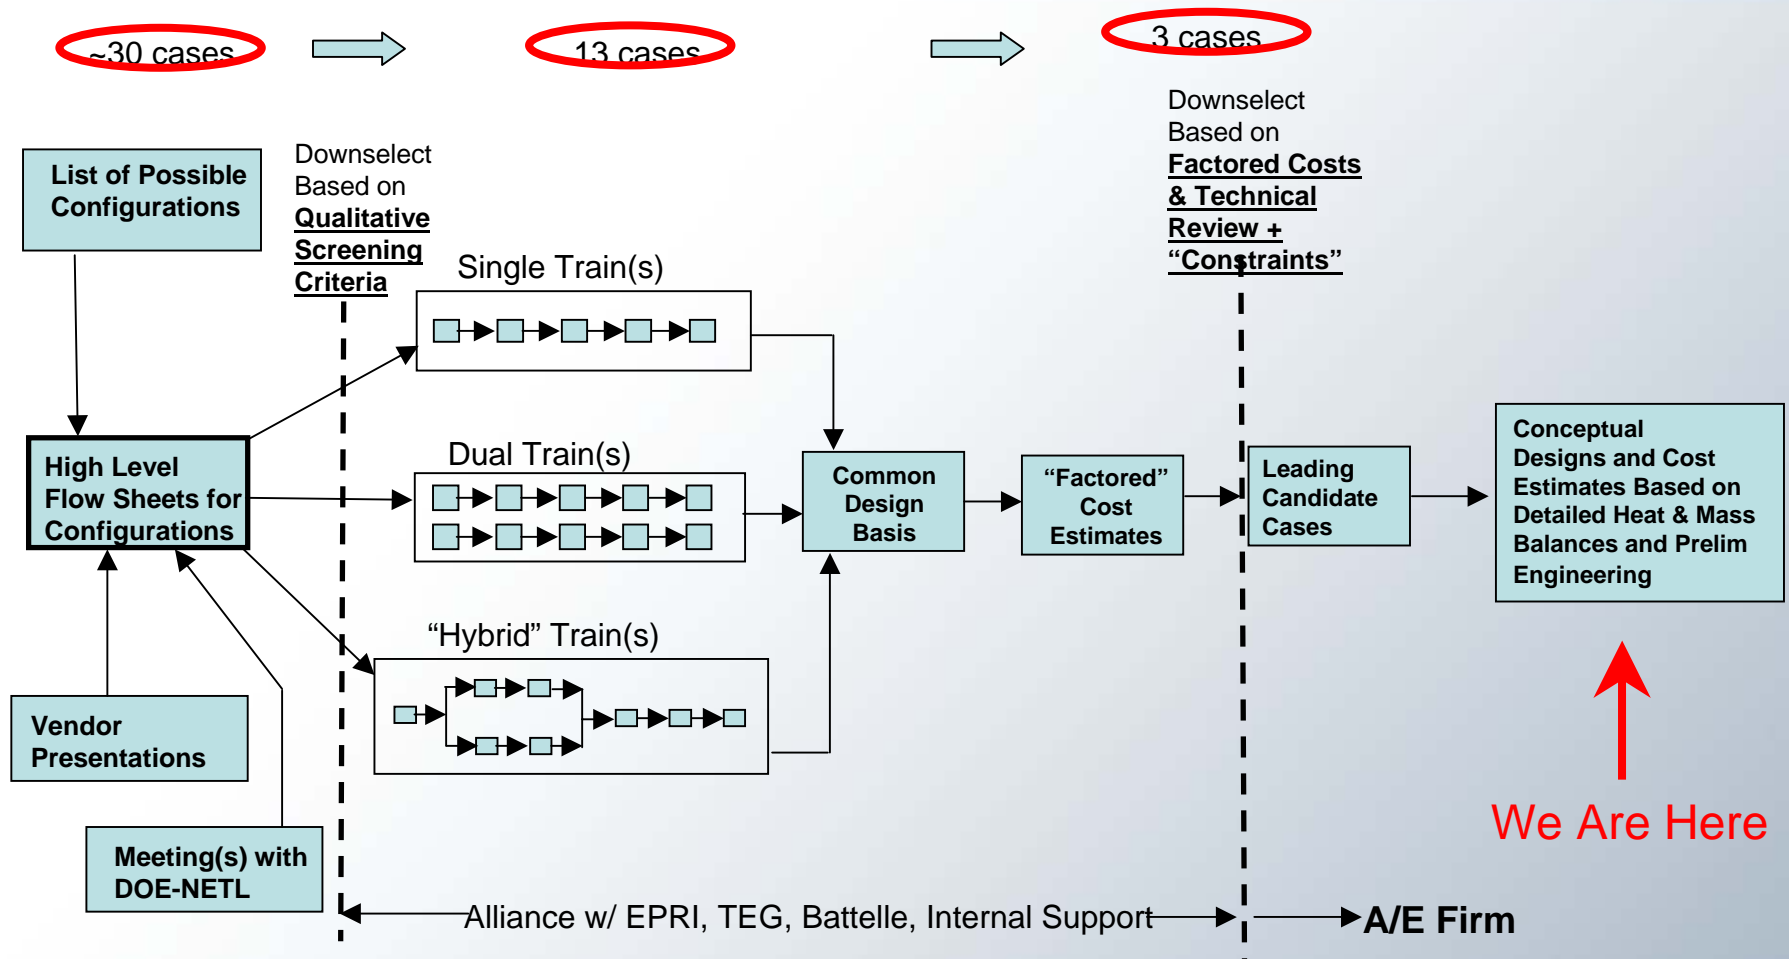 ~30 cases
13 cases
3 cases
Downselect
Based on
Factored Costs
& Technical
Review +
“Constraints”
List of Possible
Configurations
Downselect
Based on
Qualitative
Screening
Criteria
Single Train(s)
Dual Train(s)
“Hybrid” Train(s)
High Level
Flow Sheets for
Configurations
Common
Design
Basis
“Factored”
Cost
Estimates
Leading
Candidate
Cases
Conceptual
Designs and Cost
Estimates Based on
Detailed Heat & Mass
Balances and Prelim
Engineering
Vendor
Presentations
We Are Here
Meeting(s) with
DOE-NETL
Alliance w/ EPRI, TEG, Battelle, Internal Support
A/E Firm